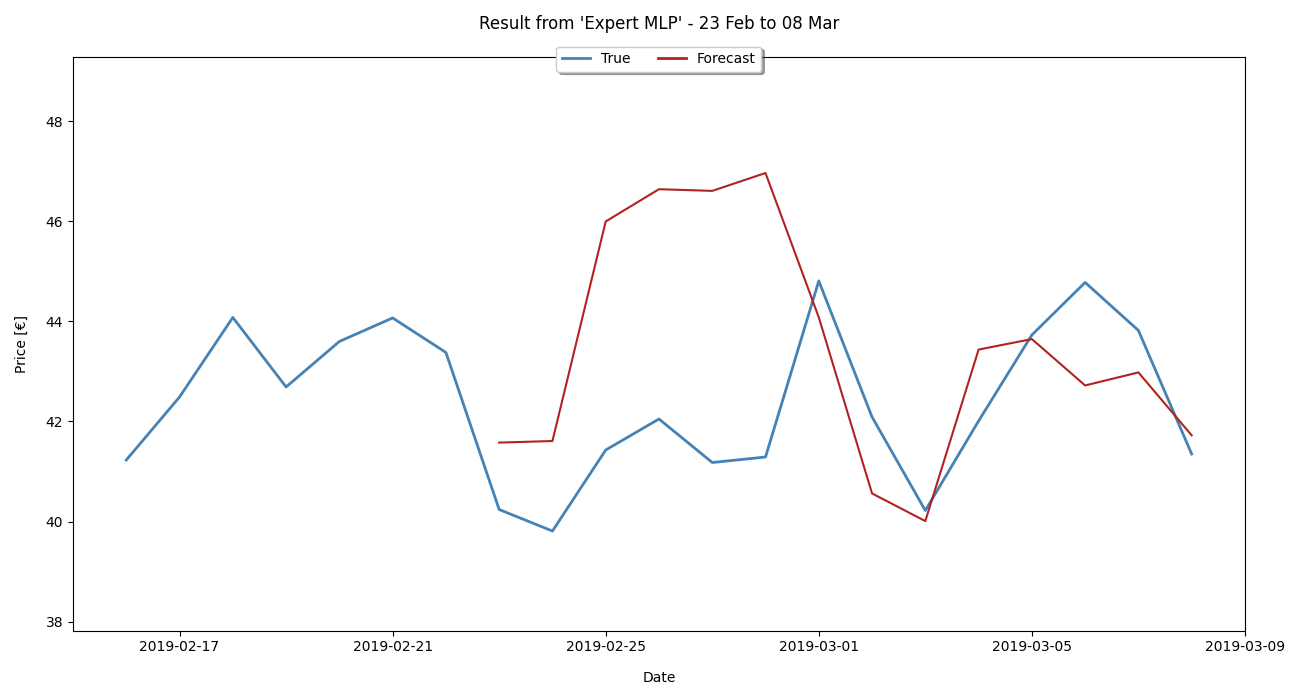 Result from 'Expert MLP' - 23 Feb to 08 Mar
True Forecast
48
46
44
42
40
38
Price [€]
2019-02-17 2019-02-21 2019-02-25 2019-03-01 2019-03-05 2019-03-09
Date